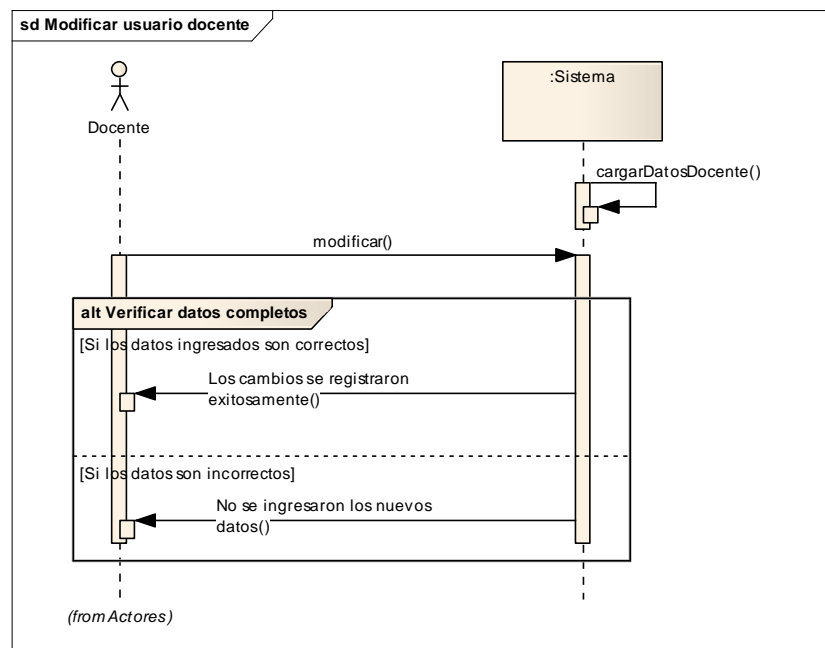 sd Modificar usuario docente
Docente
:Sistema
cargarDatosDocente()
modificar()
alt Verificar datos completos
[Si los datos ingresados son correctos]
Los cambios se registraron
exitosamente()
[Si los datos son incorrectos]
No se ingresaron los nuevos
datos()
(from Actores)